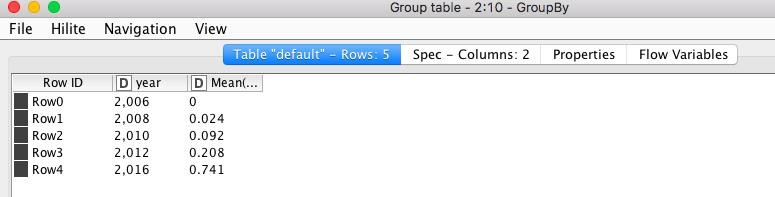 Group table - 2:10 - GroupBy
File Hilite Navigation View
Table "default" - Rows: 5 Spec - Columns: 2 Properties Flow Variables
Row ID D year D Mean(...
Row0 2,006 0
Row1 2,008 0.024
Row2 2,010 0.092
Row3 2,012 0.208
Row4 2,016 0.741